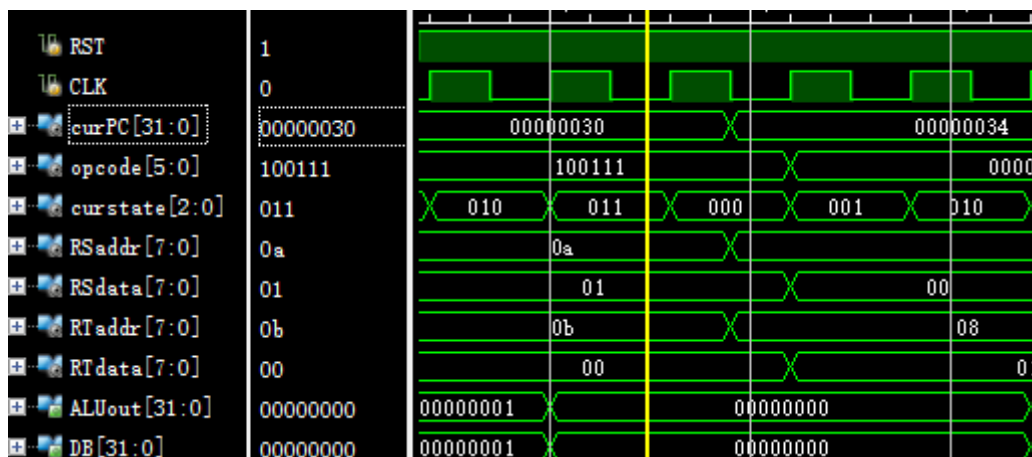 RST 1
CLK 0
curPC[31:0] 00000030 00000030 00000034
opcode[5:0] 100111 100111 0000
curstate[2:0] 011 010 011 000 001 010
RSaddr[7:0] 0a 0a
RSdata[7:0] 01 01 00
RTaddr[7:0] 0b 0b 08
RTdata[7:0] 00 00 0
ALUout[31:0] 00000000 00000001 00000000
DB[31:0] 00000000 00000001 00000000